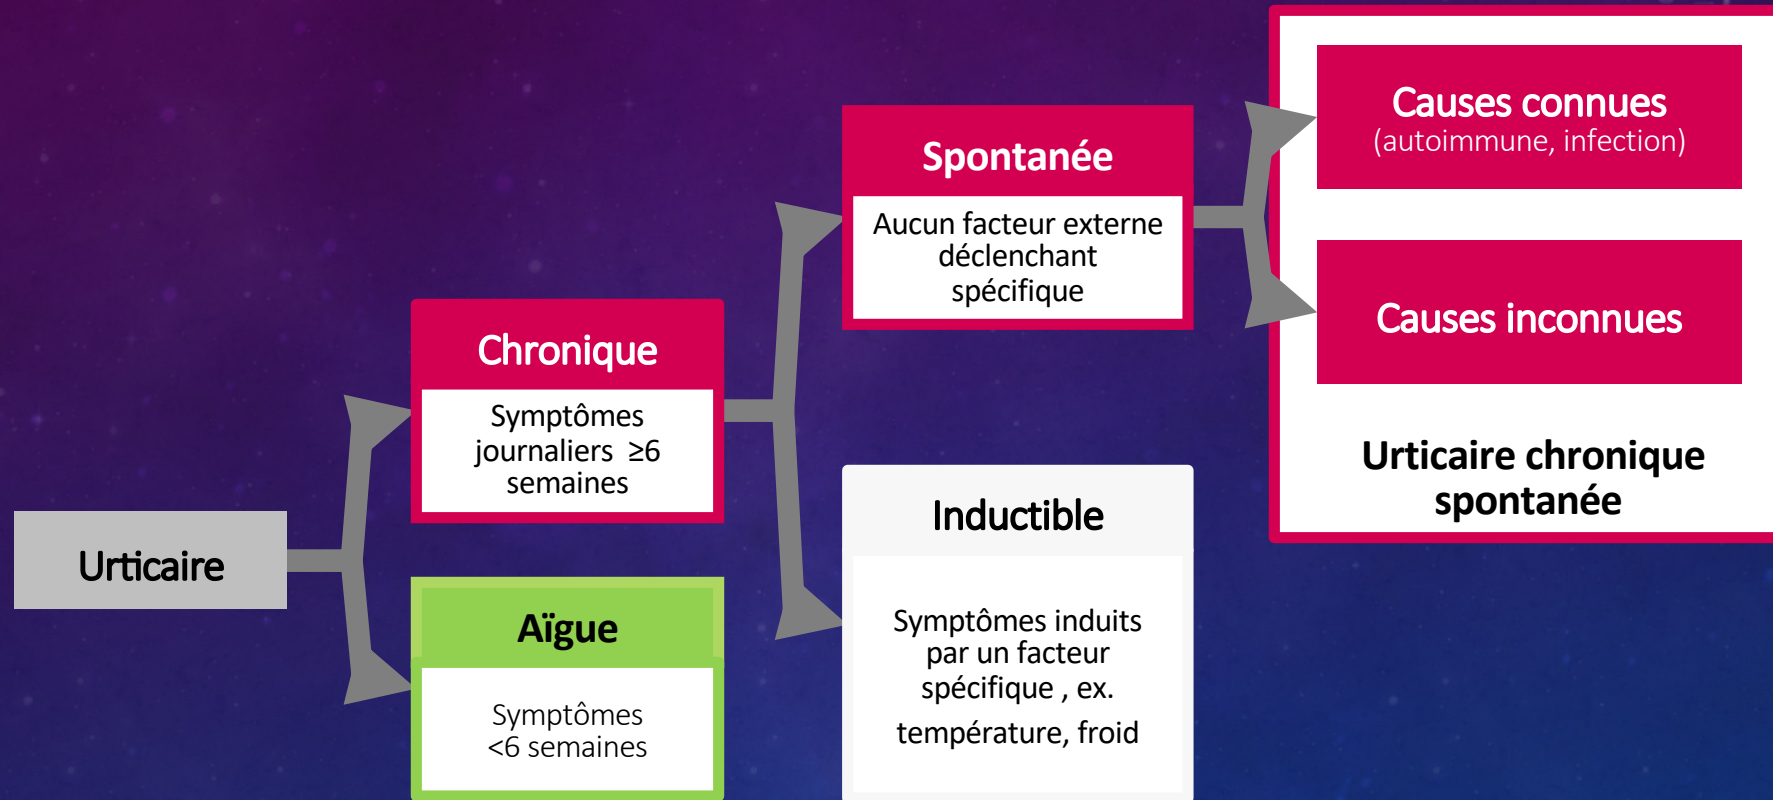 Urticaire
Chronique
Symptômes
journaliers ≥6
semaines
Aïgue
Symptômes
<6 semaines
Spontanée
Aucun facteur externe
déclenchant
spécifique
Inductible
Symptômes induits
par un facteur
spécifique , ex.
température, froid
Causes connues
(autoimmune, infection)
Causes inconnues
Urticaire chronique
spontanée